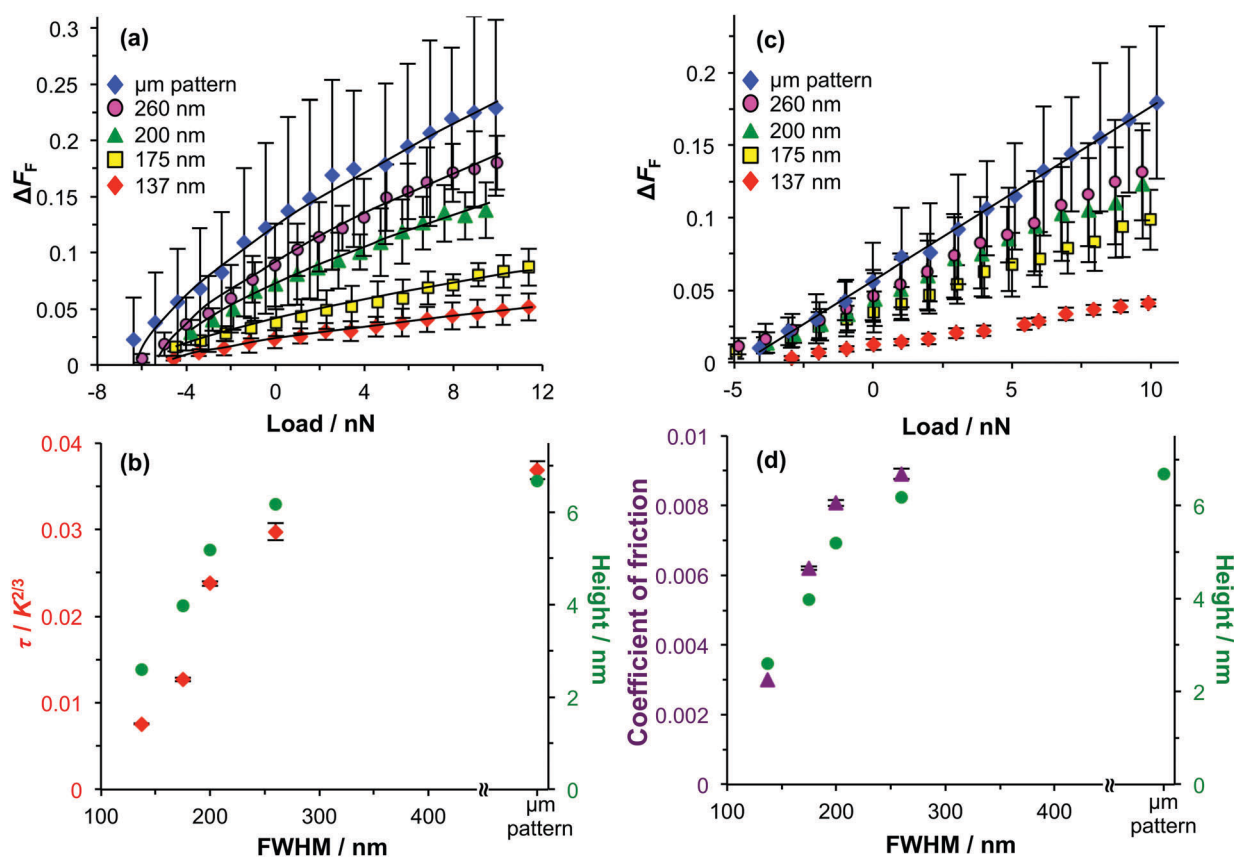 (a)
ΔF_F
0.3
0.25
0.2
0.15
0.1
0.05
0
μm pattern
260 nm
200 nm
175 nm
137 nm
-8
-4
0
4
8
12
Load / nN
(c)
ΔF_F
0.2
0.15
0.1
0.05
0
μm pattern
260 nm
200 nm
175 nm
137 nm
-5
0
5
10
Load / nN
(b)
τ / K^2/3
0.04
0.03
0.02
0.01
0
6
4
2
0
Height / nm
100
200
300
400
μm
pattern
FWHM / nm
(d)
Coefficient of friction
0.01
0.008
0.006
0.004
0.002
0
6
4
2
0
Height / nm
100
200
300
400
μm
pattern
FWHM / nm